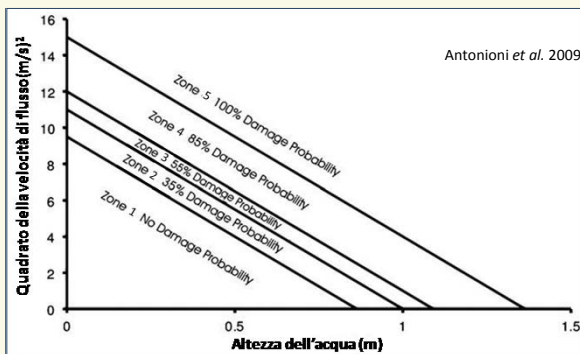 Antonioni et al. 2009
Quadrato della velocità di flusso(m/s)²
16
14
12
10
8
6
4
2
0
Zone 5 100% Damage Probability
Zone 4 85% Damage Probability
Zone 3 55% Damage Probability
Zone 2 35% Damage Probability
Zone 1 No Damage Probability
0 0.5 1 1.5
Altezza dell'acqua (m)